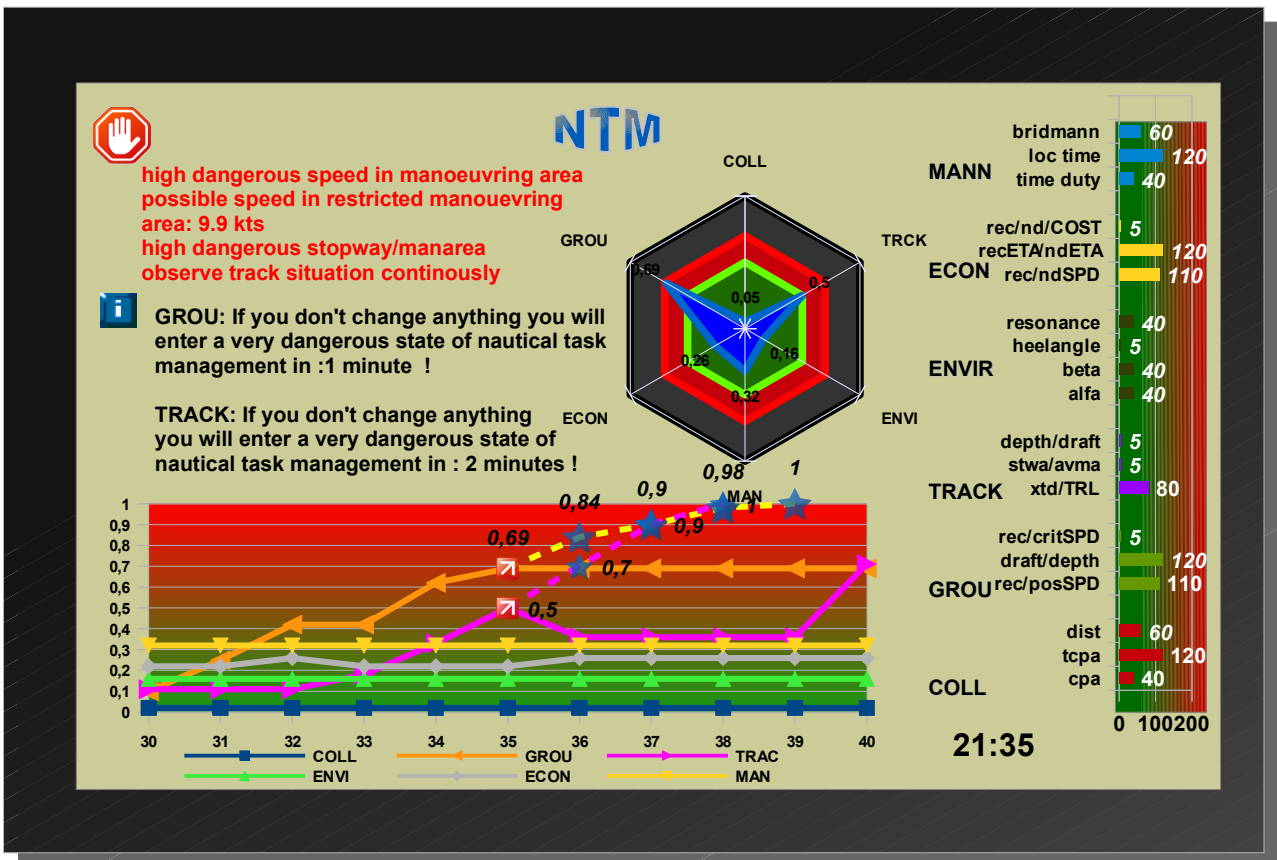 NTM
high dangerous speed in manoeuvring area
possible speed in restricted manouevring
area: 9.9 kts
high dangerous stopway/manarea
observe track situation continously
i
GROU: If you don't change anything you will
enter a very dangerous state of nautical task
management in :1 minute !
TRACK: If you don't change anything
you will enter a very dangerous state of
nautical task management in : 2 minutes !
COLL
TRCK
ENVI
MAN
ECON
GROU
0,05
0,5
0,16
0,32
0,26
0,69
1
0,9
0,8
0,7
0,6
0,5
0,4
0,3
0,2
0,1
0
0,69
0,84
0,9
0,98
1
0,5
0,7
0,9
1
30 31 32 33 34 35 36 37 38 39 40
COLL GROU TRAC
ENVI ECON MAN
MANN
bridmann 60
loc time 120
time duty 40
ECON
rec/nd/COST 5
recETA/ndETA 120
rec/ndSPD 110
ENVIR
resonance 40
heelangle 5
beta 40
alfa 40
TRACK
depth/draft 5
stwa/avma 5
xtd/TRL 80
GROU
rec/critSPD 5
draft/depth 120
rec/posSPD 110
COLL
dist 60
tcpa 120
cpa 40
0 100 200
21:35